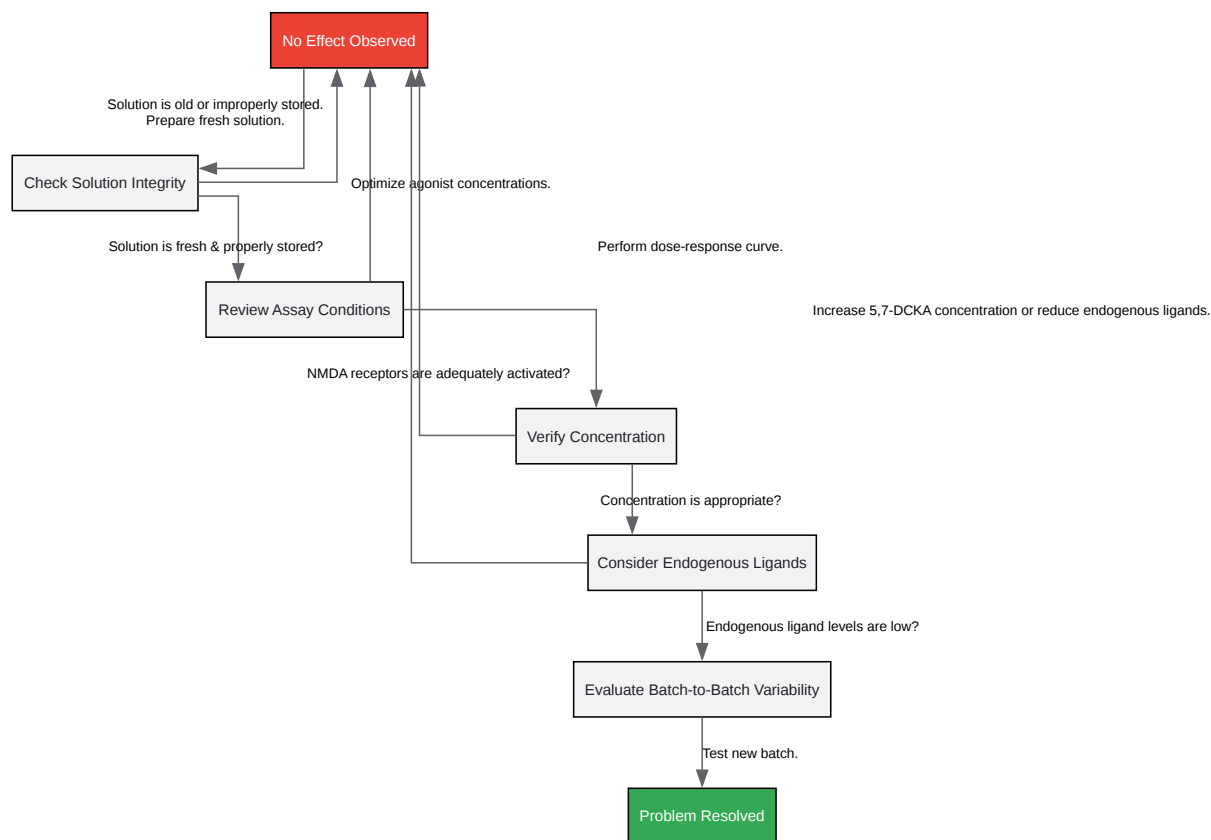 No Effect Observed
Solution is old or improperly stored.
Prepare fresh solution.
Check Solution Integrity
Optimize agonist concentrations.
Solution is fresh & properly stored?
Perform dose-response curve.
Review Assay Conditions
Increase 5,7-DCKA concentration or reduce endogenous ligands.
NMDA receptors are adequately activated?
Verify Concentration
Concentration is appropriate?
Consider Endogenous Ligands
Endogenous ligand levels are low?
Evaluate Batch-to-Batch Variability
Test new batch.
Problem Resolved